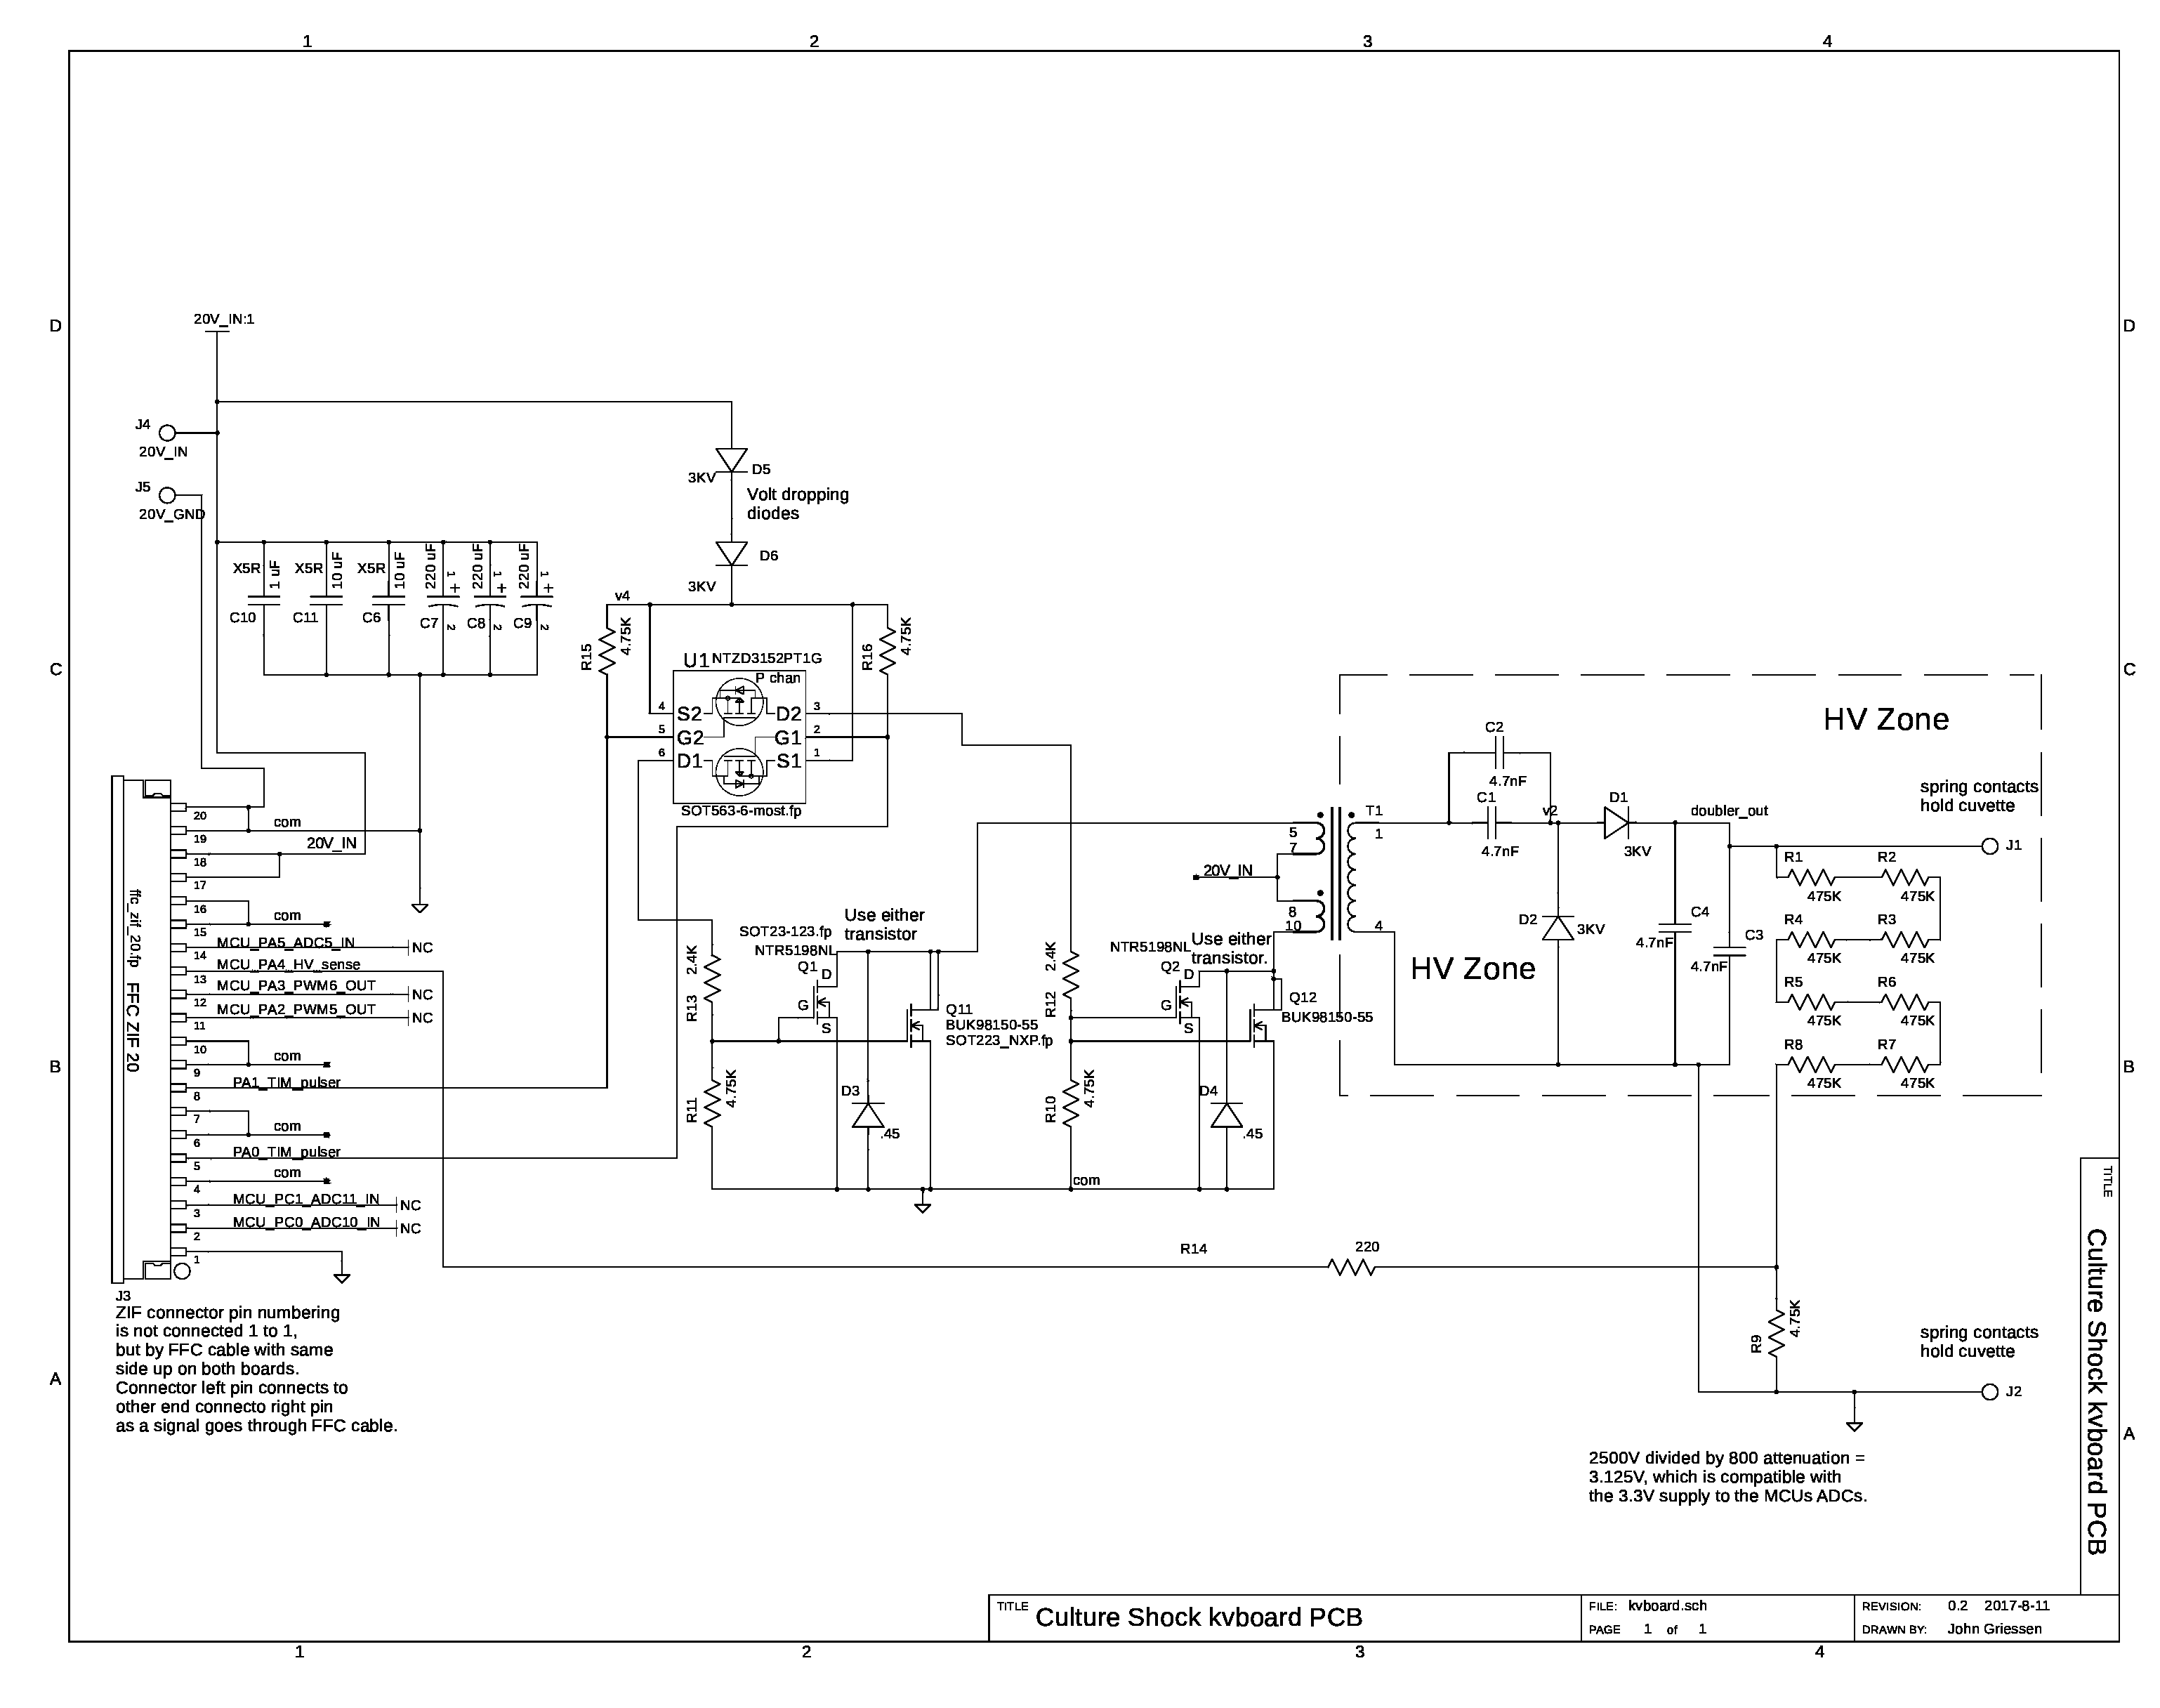 1 2 3 4
D D
20V_IN:1
J4
20V_IN
J5
20V_GND
D5
3KV
Volt dropping
diodes
D6
3KV
X5R 1 uF X5R 10 uF X5R 10 uF 220 uF 1 + 220 uF 1 + 220 uF 1 +
C10 C11 C6 C7 2 C8 2 C9 2
v4
R15 4.75K
R16 4.75K
C C
U1 NTZD3152PT1G
P chan
4 S2 D2 3
5 G2 G1 2
6 D1 S1 1
SOT563-6-most.fp
HV Zone
C2
4.7nF
C1
4.7nF
v2
D1
3KV
doubler_out
spring contacts
hold cuvette
J1
T1
5
7
1
20V_IN
8
10
4
D2
3KV
C4
4.7nF
C3
4.7nF
HV Zone
R1 R2
475K 475K
R4 R3
475K 475K
R5 R6
475K 475K
R8 R7
475K 475K
20
com
19
20V_IN
18
17
16
com
15
MCU_PA5_ADC5_IN NC
14
MCU_PA4_HV_sense
13
MCU_PA3_PWM6_OUT NC
12
MCU_PA2_PWM5_OUT NC
11
10
com
9
PA1_TIM_pulser
8
7
com
6
PA0_TIM_pulser
5
com
4
MCU_PC1_ADC11_IN NC
3
MCU_PC0_ADC10_IN NC
2
1
ffc_zif_20.fp FFC ZIF 20
J3
ZIF connector pin numbering
is not connected 1 to 1,
but by FFC cable with same
side up on both boards.
Connector left pin connects to
other end connecto right pin
as a signal goes through FFC cable.
Use either
transistor
SOT23-123.fp
NTR5198NL
Q1 D
G
S
R13 2.4K
R11 4.75K
Q11
BUK98150-55
SOT223_NXP.fp
D3
.45
Use either
transistor.
NTR5198NL
Q2 D
G
S
R12 2.4K
R10 4.75K
Q12
BUK98150-55
D4
.45
com
B B
R14 220
R9 4.75K
spring contacts
hold cuvette
J2
A A
2500V divided by 800 attenuation =
3.125V, which is compatible with
the 3.3V supply to the MCUs ADCs.
TITLE Culture Shock kvboard PCB
TITLE Culture Shock kvboard PCB
FILE: kvboard.sch
PAGE 1 of 1
REVISION: 0.2 2017-8-11
DRAWN BY: John Griessen
1 2 3 4